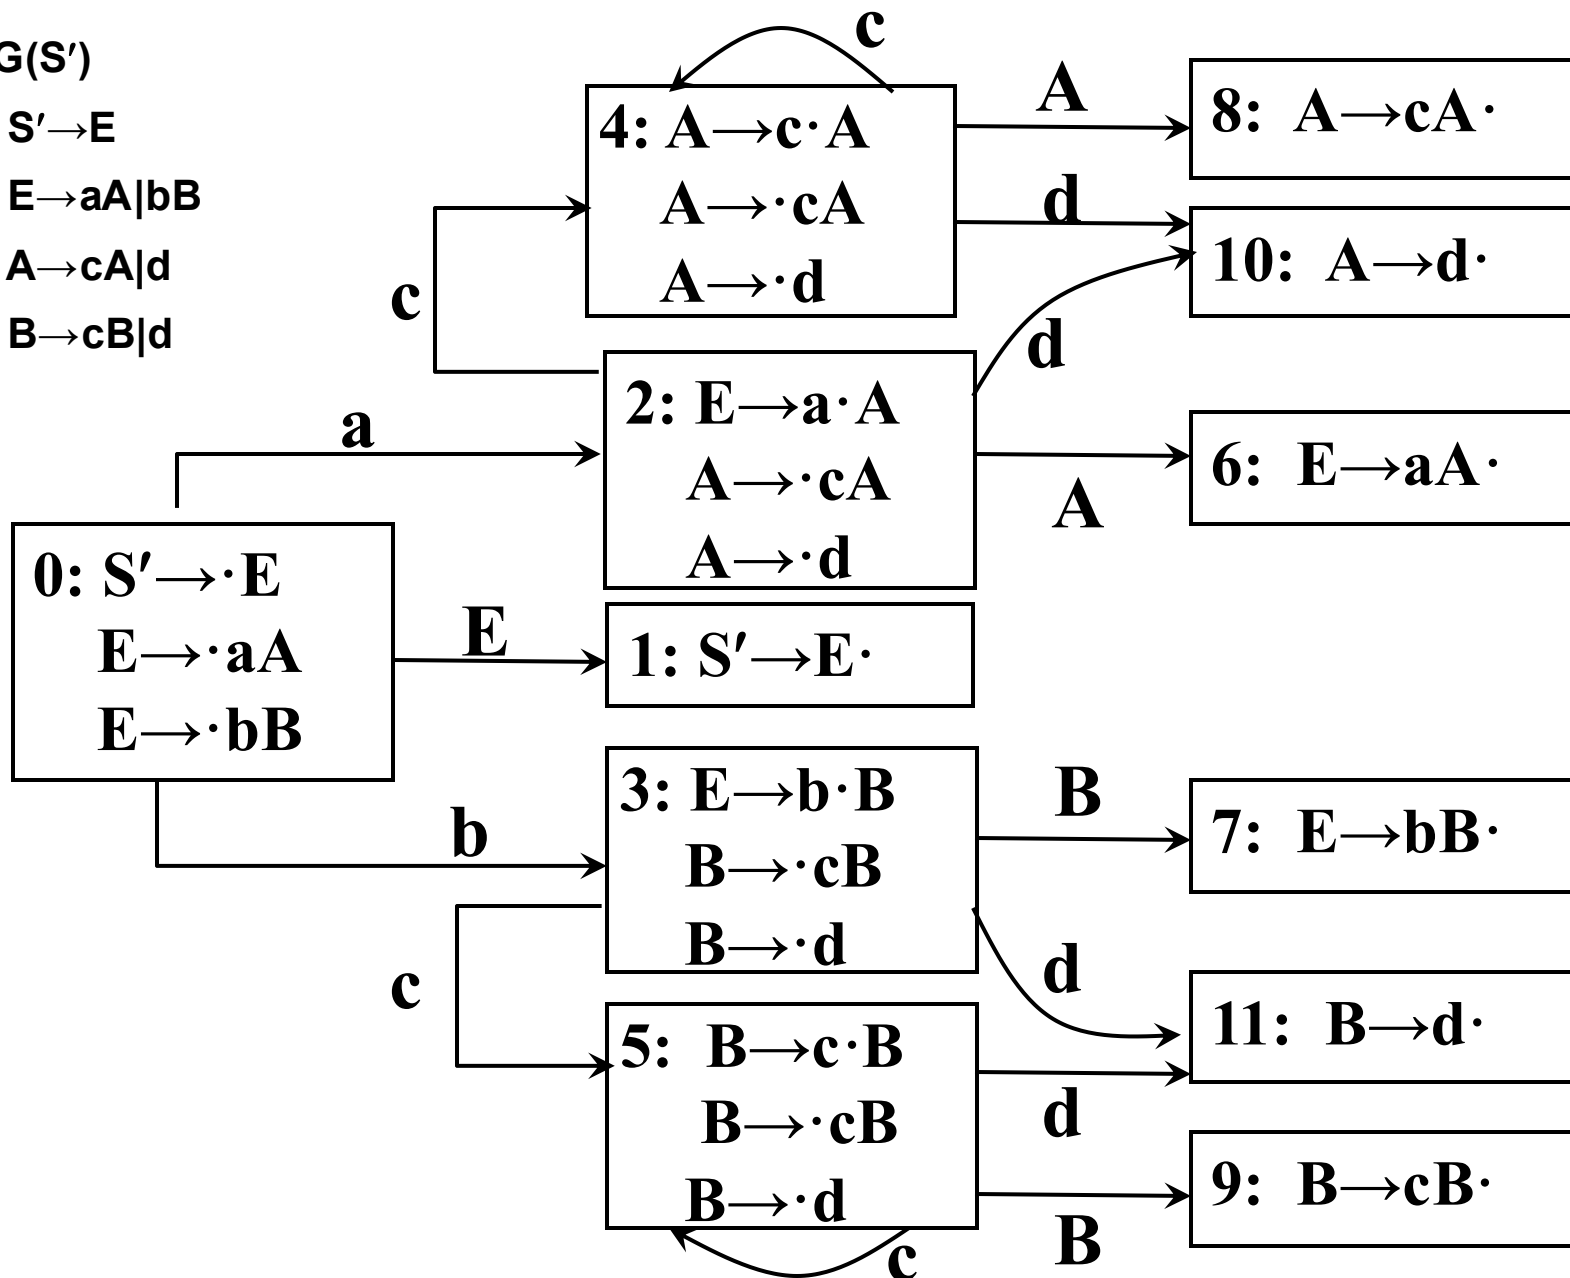 G(S′)
S′→E
E→aA|bB
A→cA|d
B→cB|d
c
4: A→c·A
A→·cA
A→·d
A
8: A→cA·
d
10: A→d·
c
d
2: E→a·A
A→·cA
A→·d
a
A
6: E→aA·
0: S′→·E
E→·aA
E→·bB
E
1: S′→E·
b
3: E→b·B
B→·cB
B→·d
B
7: E→bB·
c
d
11: B→d·
5: B→c·B
B→·cB
B→·d
d
B
9: B→cB·
c